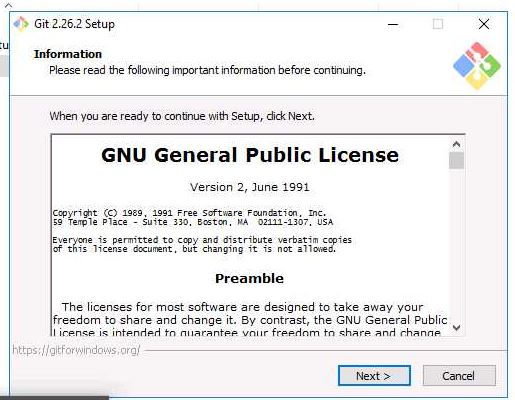 Git 2.26.2 Setup
Information
Please read the following important information before continuing.
When you are ready to continue with Setup, click Next.
GNU General Public License
Version 2, June 1991
Copyright (C) 1989, 1991 Free Software Foundation, Inc.
59 Temple Place - Suite 330, Boston, MA  02111-1307, USA
Everyone is permitted to copy and distribute verbatim copies
of this license document, but changing it is not allowed.
Preamble
The licenses for most software are designed to take away your
freedom to share and change it. By contrast, the GNU General Public
License is intended to guarantee your freedom to share and change
https://gitforwindows.org/
Next >
Cancel